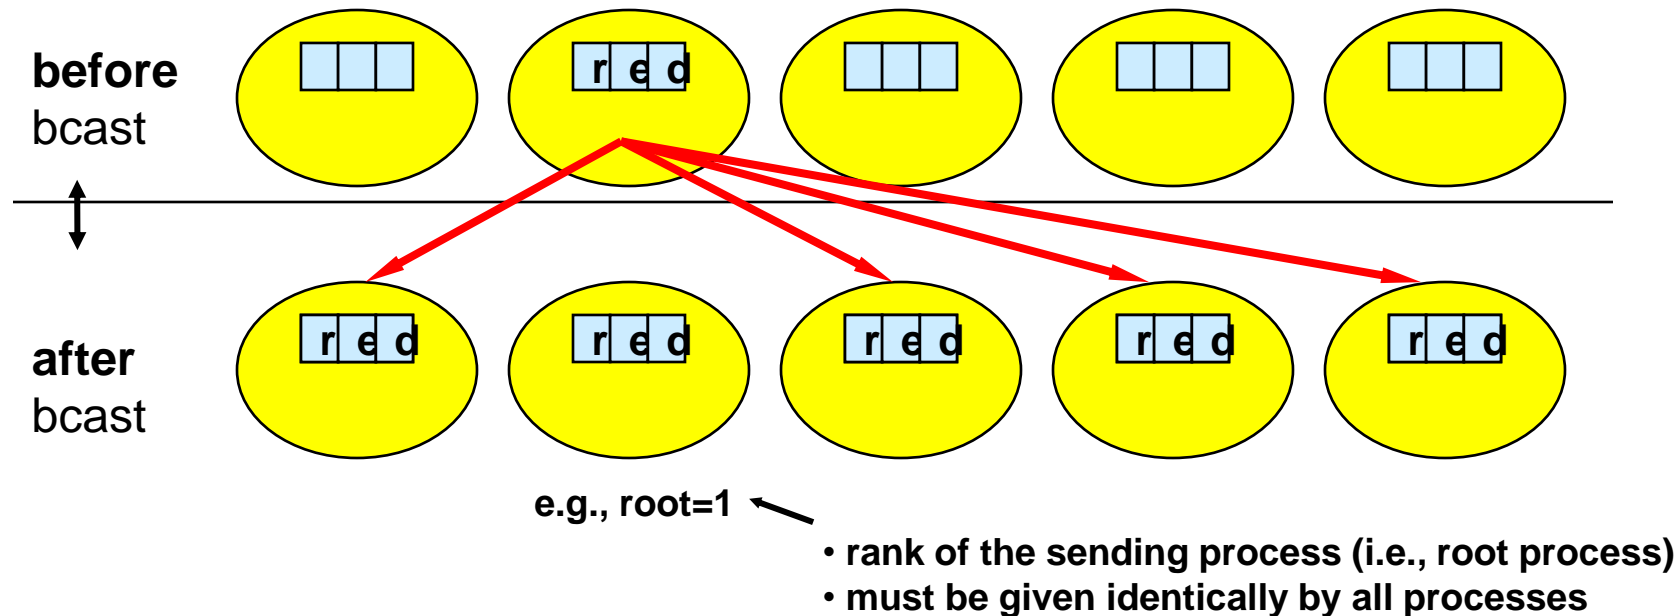 before
bcast
r e d
after
bcast
r e d
r e d
r e d
r e d
r e d
e.g., root=1
• rank of the sending process (i.e., root process)
• must be given identically by all processes